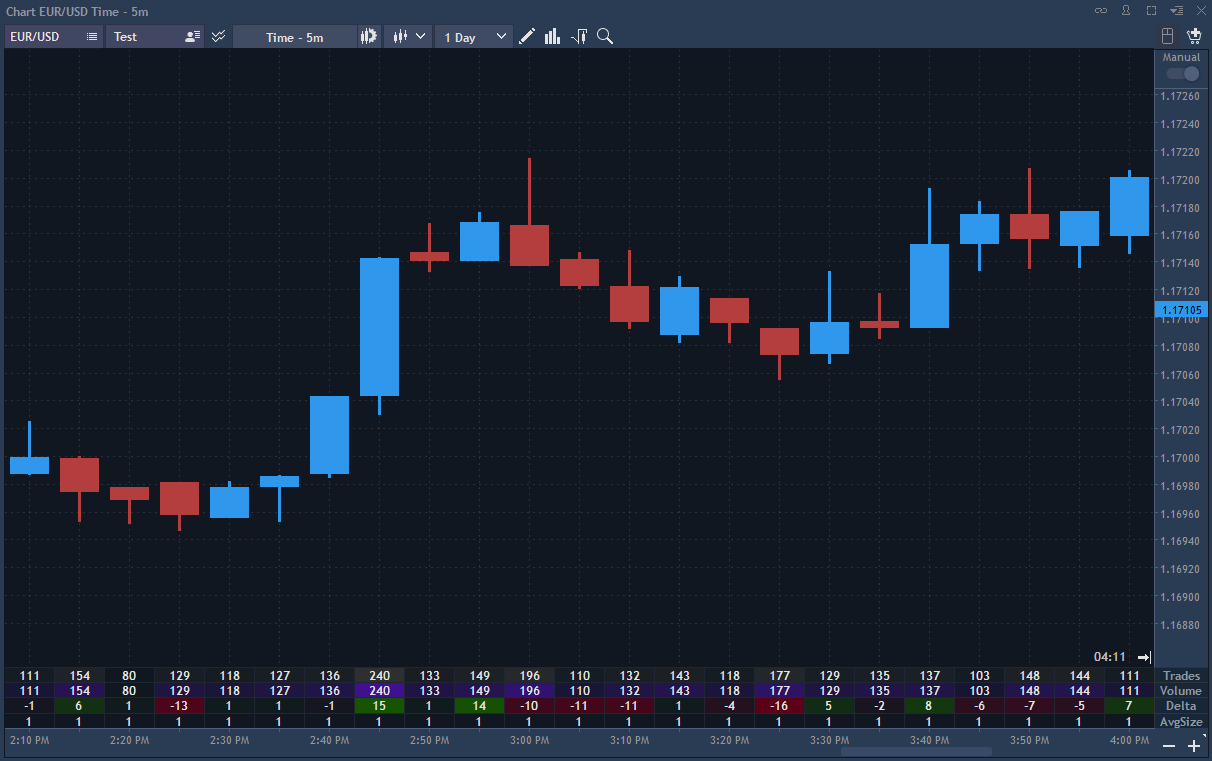 Chart EUR/USD Time - 5m
EUR/USD Test Time - 5m 1 Day
Manual
1.17260
1.17240
1.17220
1.17200
1.17180
1.17160
1.17140
1.17120
1.17105
1.17100
1.17080
1.17060
1.17040
1.17020
1.17000
1.16980
1.16960
1.16940
1.16920
1.16900
1.16880
04:11
111 154 80 129 118 127 136 240 133 149 196 110 132 143 118 177 129 135 137 103 148 144 111 Trades
111 154 80 129 118 127 136 240 133 149 196 110 132 143 118 177 129 135 137 103 148 144 111 Volume
-1 6 1 -13 1 1 -1 15 1 14 -10 -11 -11 1 -4 -16 5 -2 8 -6 -7 -5 7 Delta
1 1 1 1 1 1 1 1 1 1 1 1 1 1 1 1 1 1 1 1 1 1 1 AvgSize
2:10 PM 2:20 PM 2:30 PM 2:40 PM 2:50 PM 3:00 PM 3:10 PM 3:20 PM 3:30 PM 3:40 PM 3:50 PM 4:00 PM